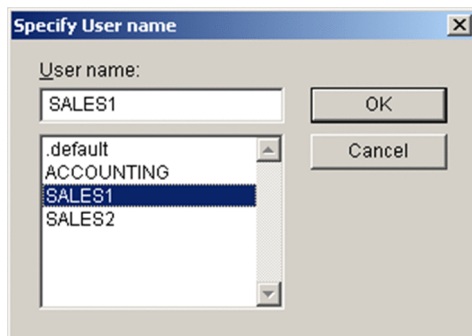 Specify User name
User name:
SALES1
OK
Cancel
.default
ACCOUNTING
SALES1
SALES2